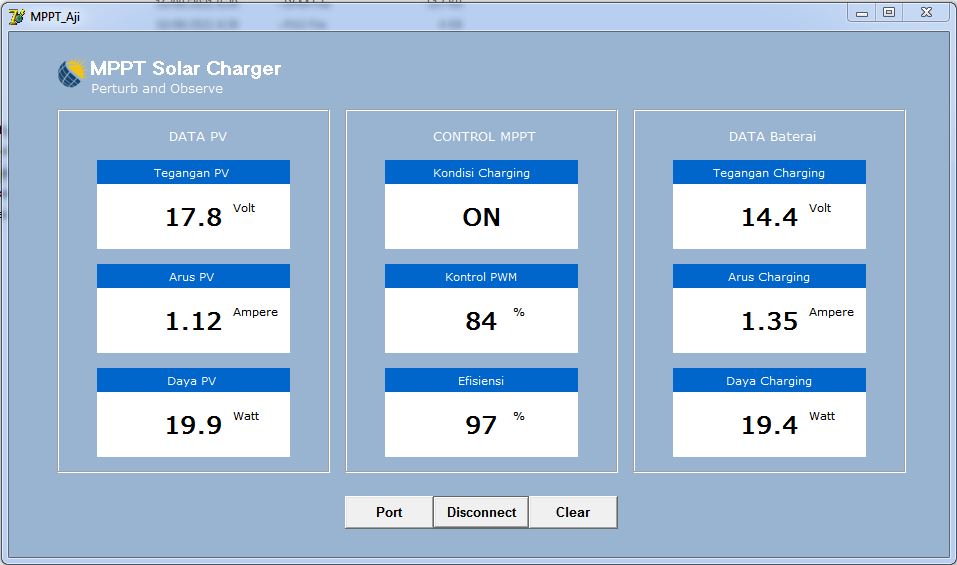 MPPT_Aji
MPPT Solar Charger
Perturb and Observe
DATA PV
Tegangan PV
17.8 Volt
Arus PV
1.12 Ampere
Daya PV
19.9 Watt
CONTROL MPPT
Kondisi Charging
ON
Kontrol PWM
84 %
Efisiensi
97 %
DATA Baterai
Tegangan Charging
14.4 Volt
Arus Charging
1.35 Ampere
Daya Charging
19.4 Watt
Port
Disconnect
Clear